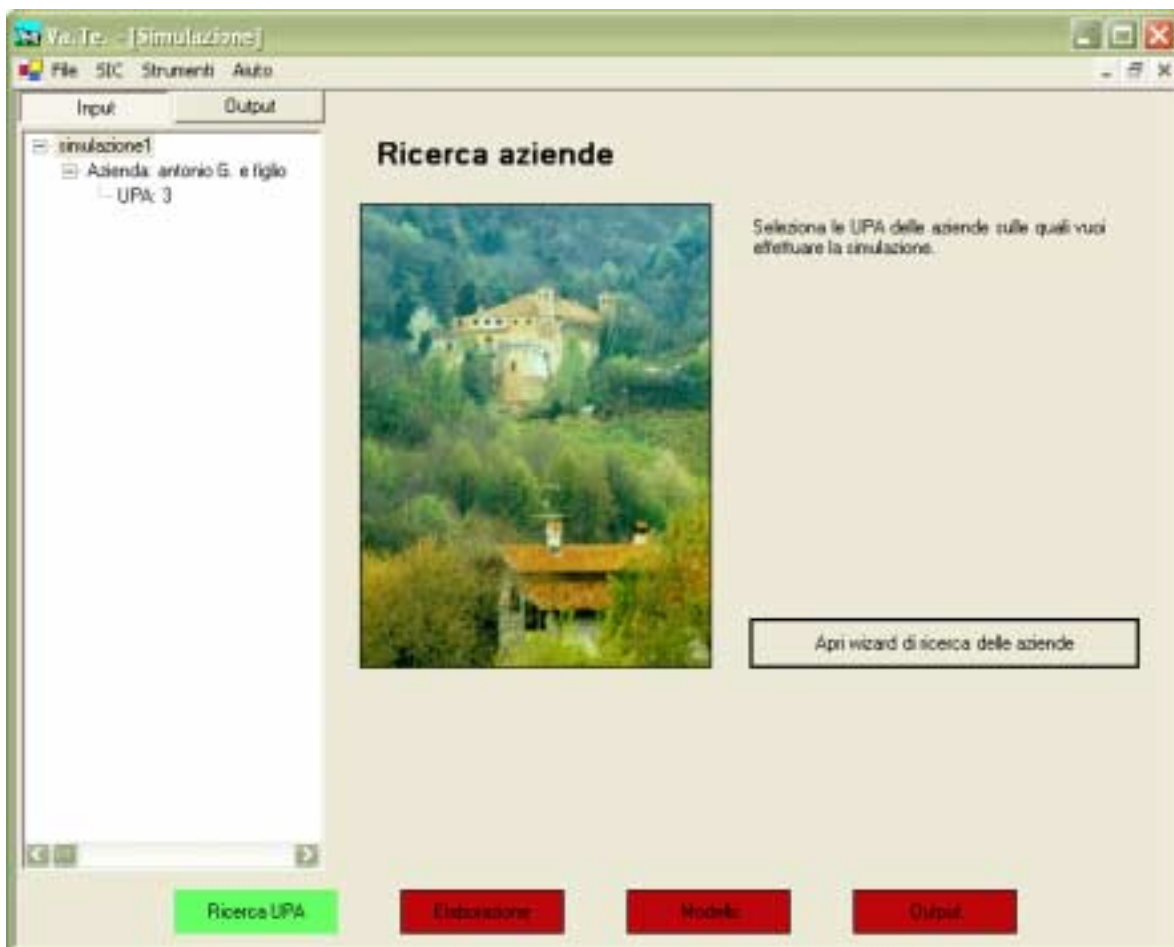 Va.Te. - [Simulazione]
File SIC Strumenti Aiuto
Input Output
simulazione1
Azienda: antonio G. e figlio
UPA: 3
Ricerca aziende
Seleziona le UPA delle aziende sulle quali vuoi
effettuare la simulazione.
Apri wizard di ricerca delle aziende
Ricerca UPA Elaborazione Modello Output